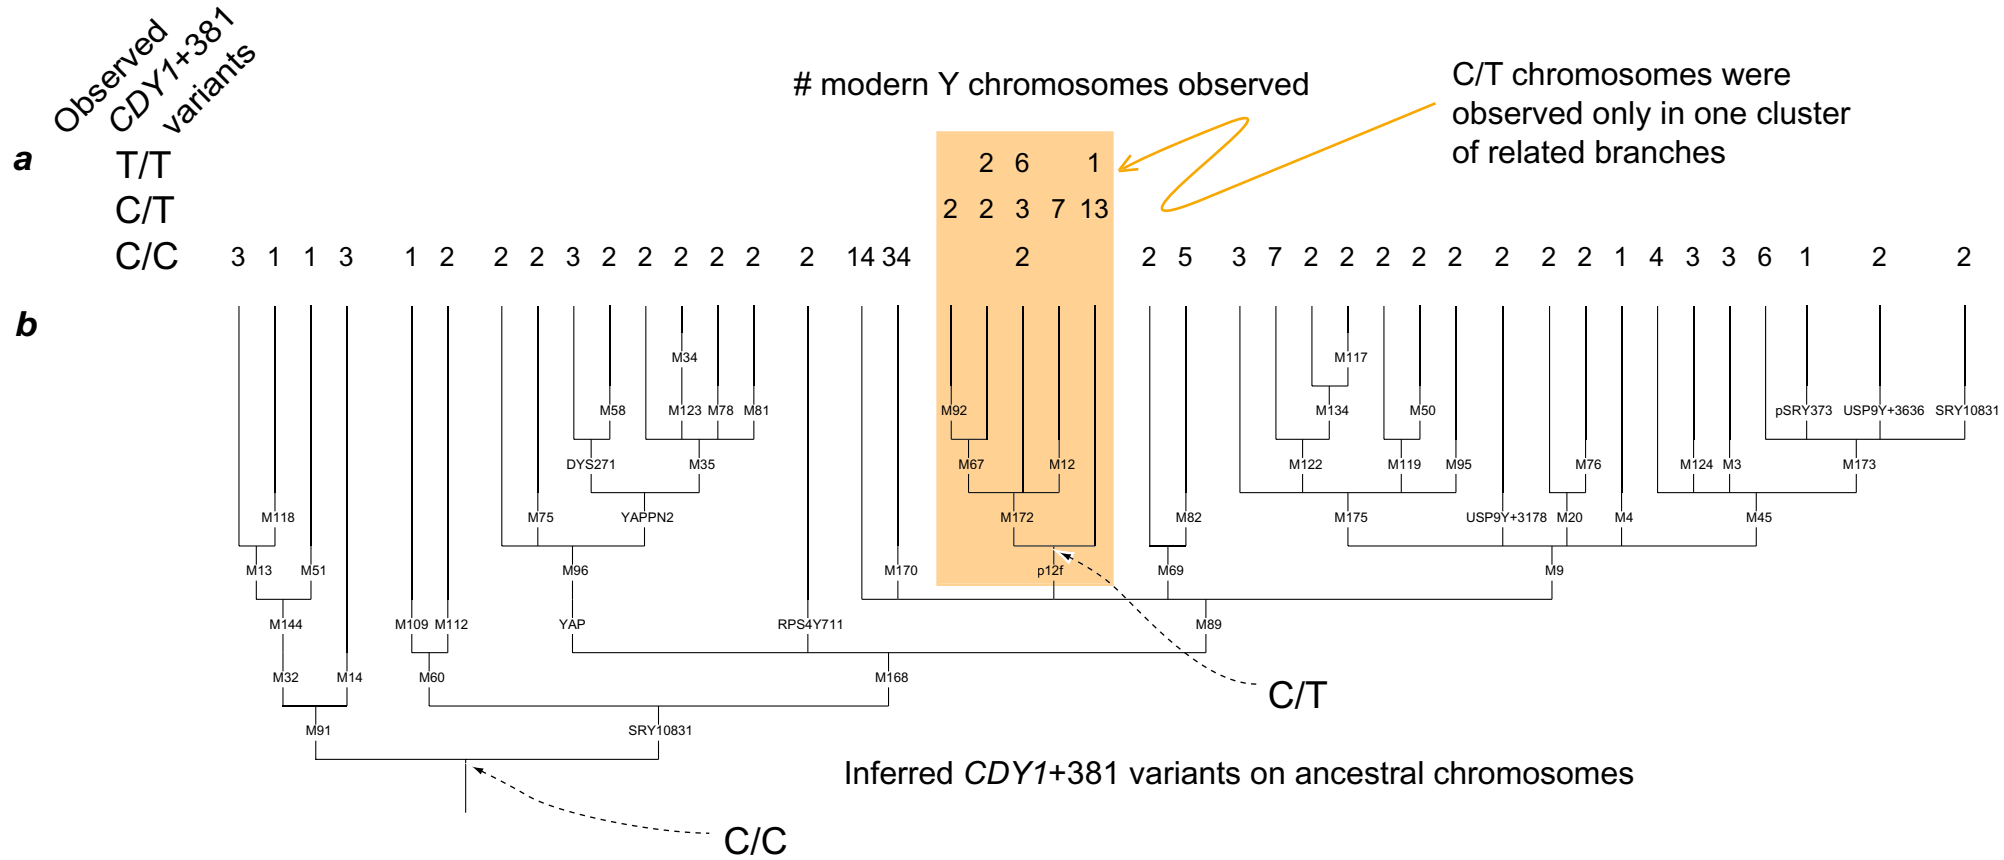 Observed
CDY1+381
variants
# modern Y chromosomes observed
C/T chromosomes were
observed only in one cluster
of related branches
a
T/T 2 6 1
C/T 2 2 3 7 13
C/C 3 1 1 3 1 2 2 2 3 2 2 2 2 2 2 14 34 2 2 5 3 7 2 2 2 2 2 2 2 2 1 4 3 3 6 1 2 2
b
M34 M117
M58 M123 M78 M81 M92 M134 M50 pSRY373 USP9Y+3636 SRY10831
DYS271 M35 M67 M12 M122 M119 M95 M76 M124 M3 M173
M118 M75 YAPPN2 M172 M82 M175 USP9Y+3178 M20 M4 M45
M13 M51 M96 M170 p12f M69 M9
M144 M109 M112 YAP RPS4Y711 M89
M32 M14 M60 M168
C/T
M91 SRY10831
Inferred CDY1+381 variants on ancestral chromosomes
C/C